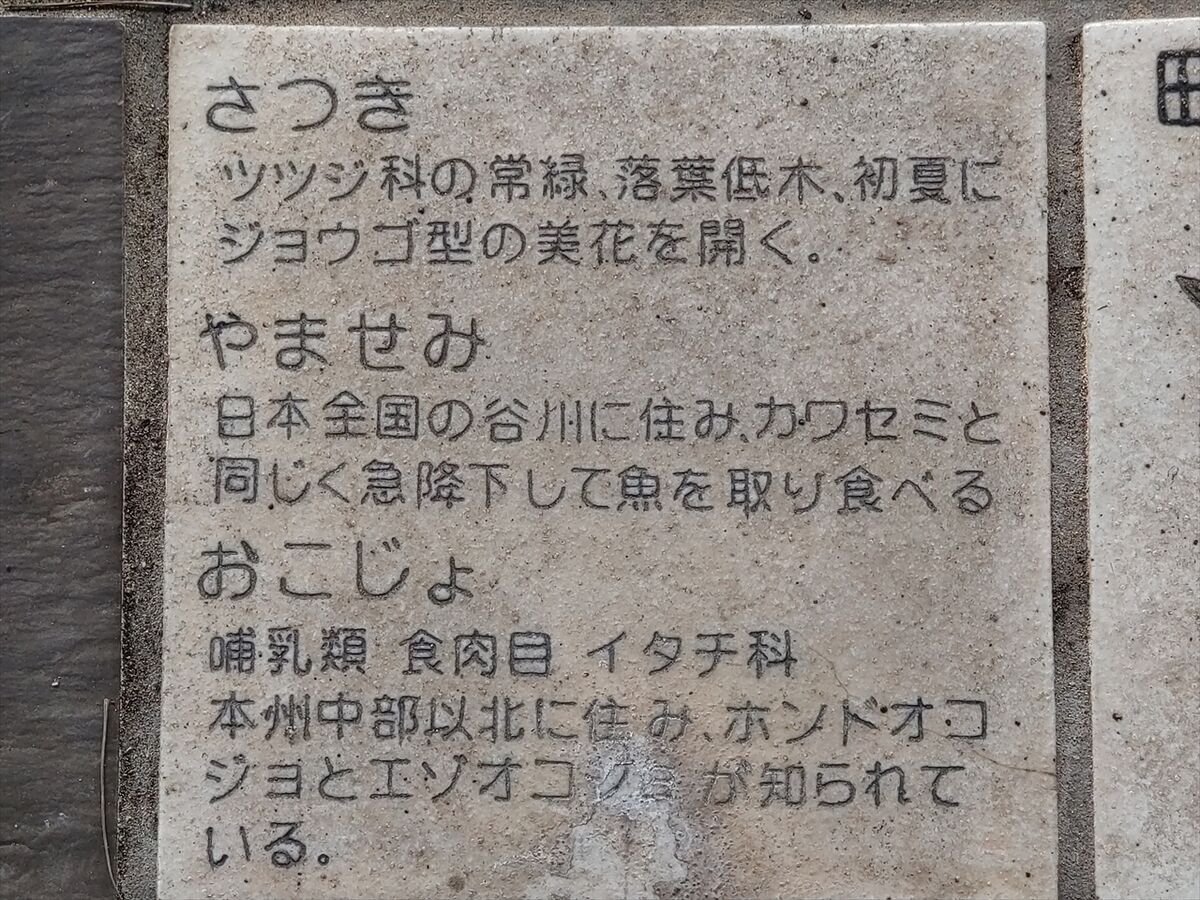 さつき
ツツジ科の常緑、落葉低木、初夏に
ジョウゴ型の美花を開く。
やませみ
日本全国の谷川に住み、カワセミと
同じく急降下して魚を取り食べる
おこじょ
哺乳類 食肉目 イタチ科
本州中部以北に住み、ホンドオコ
ジョとエゾオコジョが知られて
いる。